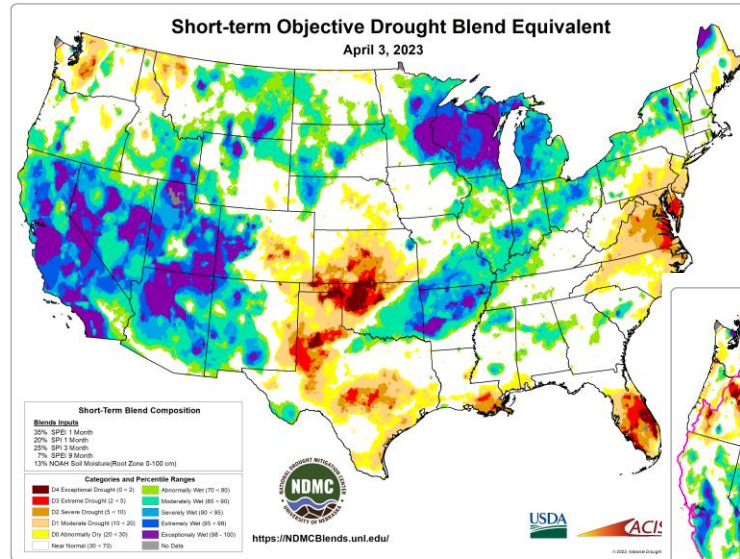 Short-term Objective Drought Blend Equivalent
April 3, 2023
Short-Term Blend Composition
Blends Inputs
35% SPEI 1 Month
20% SPI 1 Month
25% SPI 3 Month
7% SPEI 9 Month
13% NOAH Soil Moisture(Root Zone 0-100 cm)
Categories and Percentile Ranges
D4 Exceptional Drought (0 < 2)
D3 Extreme Drought (2 < 5)
D2 Severe Drought (5 < 10)
D1 Moderate Drought (10 < 20)
D0 Abnormally Dry (20 < 30)
Near Normal (30 < 70)
Abnormally Wet (70 < 80)
Moderately Wet (80 < 90)
Severely Wet (90 < 95)
Extremely Wet (95 < 98)
Exceptionally Wet (98 - 100)
No Data
NATIONAL DROUGHT MITIGATION CENTER
NDMC
UNIVERSITY OF NEBRASKA
https://NDMCBlends.unl.edu/
USDA
ACIS
© 2023, National Drought